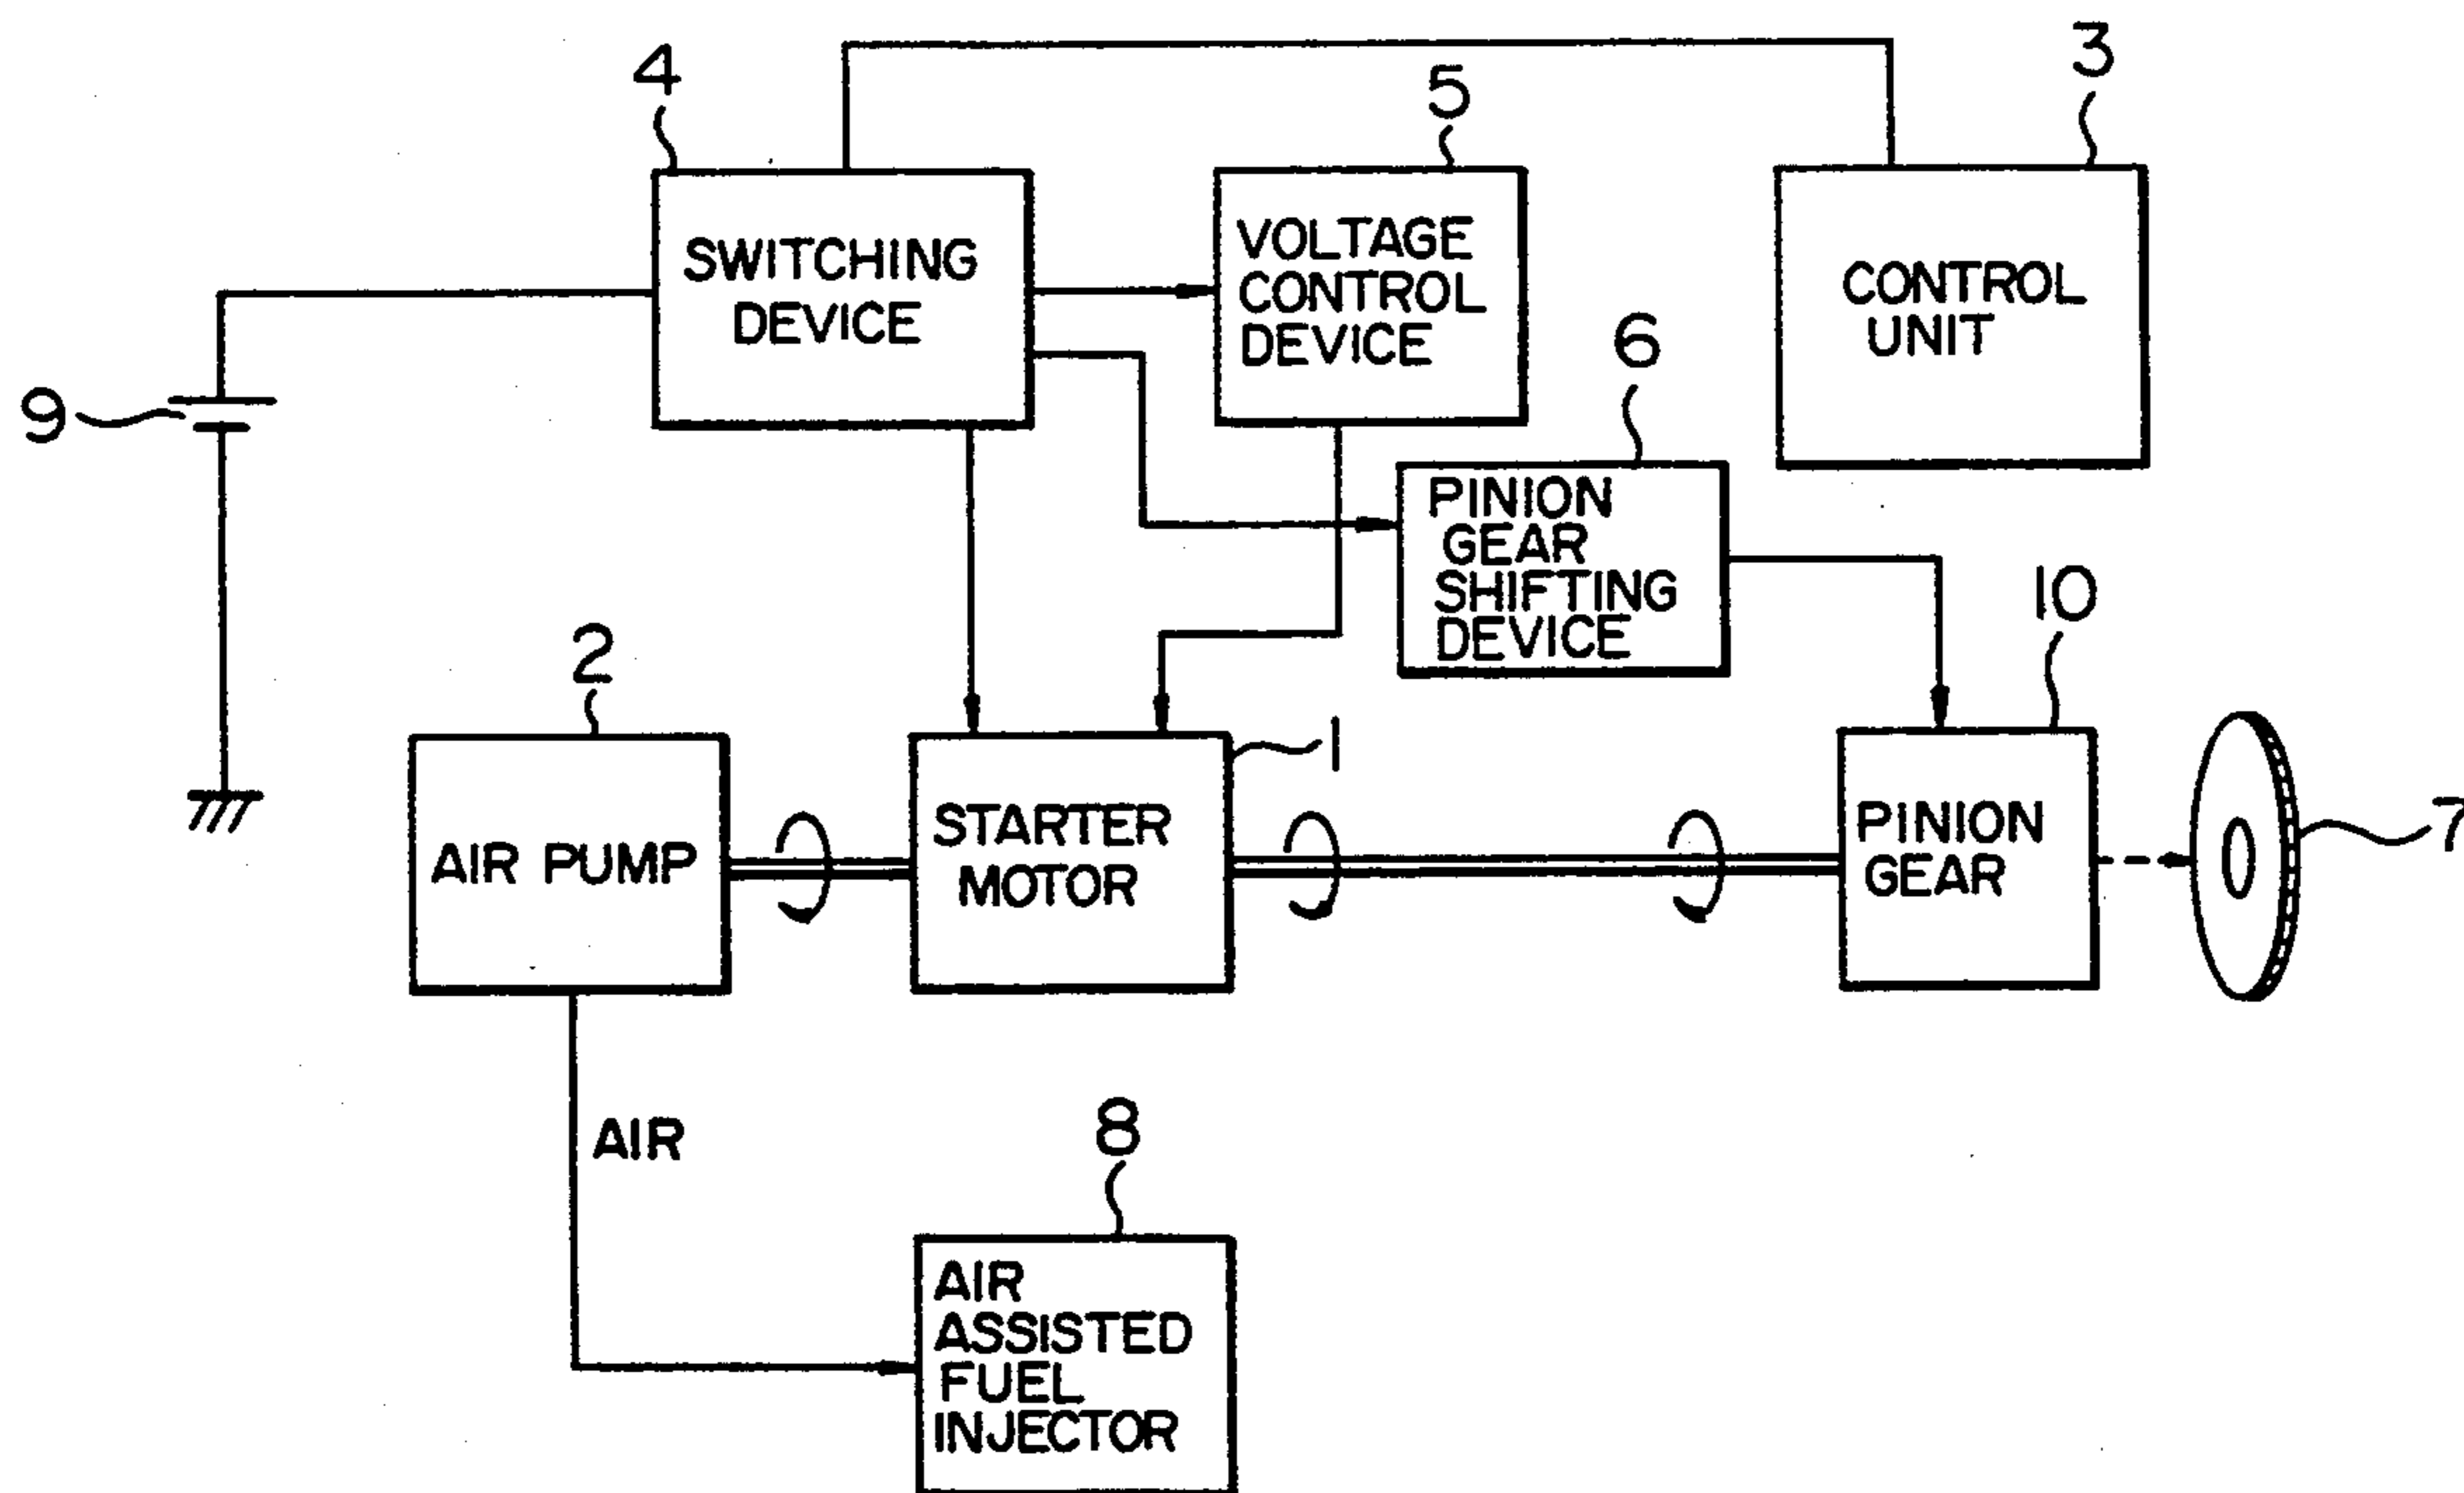 4
5
3
SWITCHING
DEVICE
VOLTAGE
CONTROL
DEVICE
CONTROL
UNIT
6
9
PINION
GEAR
SHIFTING
DEVICE
10
2
1
AIR PUMP
STARTER
MOTOR
PINION
GEAR
7
AIR
8
AIR
ASSISTED
FUEL
INJECTOR